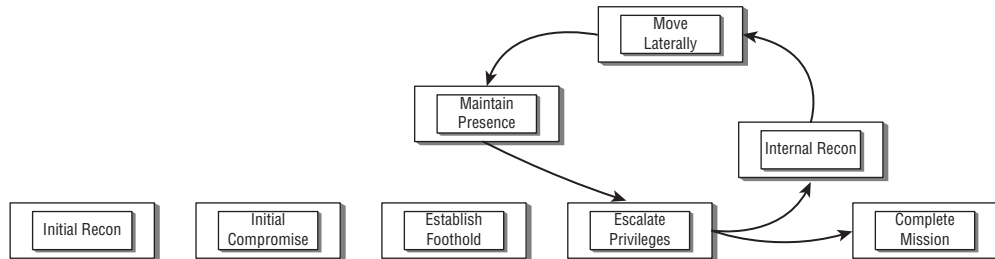 Move
Laterally
Maintain
Presence
Internal Recon
Initial Recon
Initial
Compromise
Establish
Foothold
Escalate
Privileges
Complete
Mission